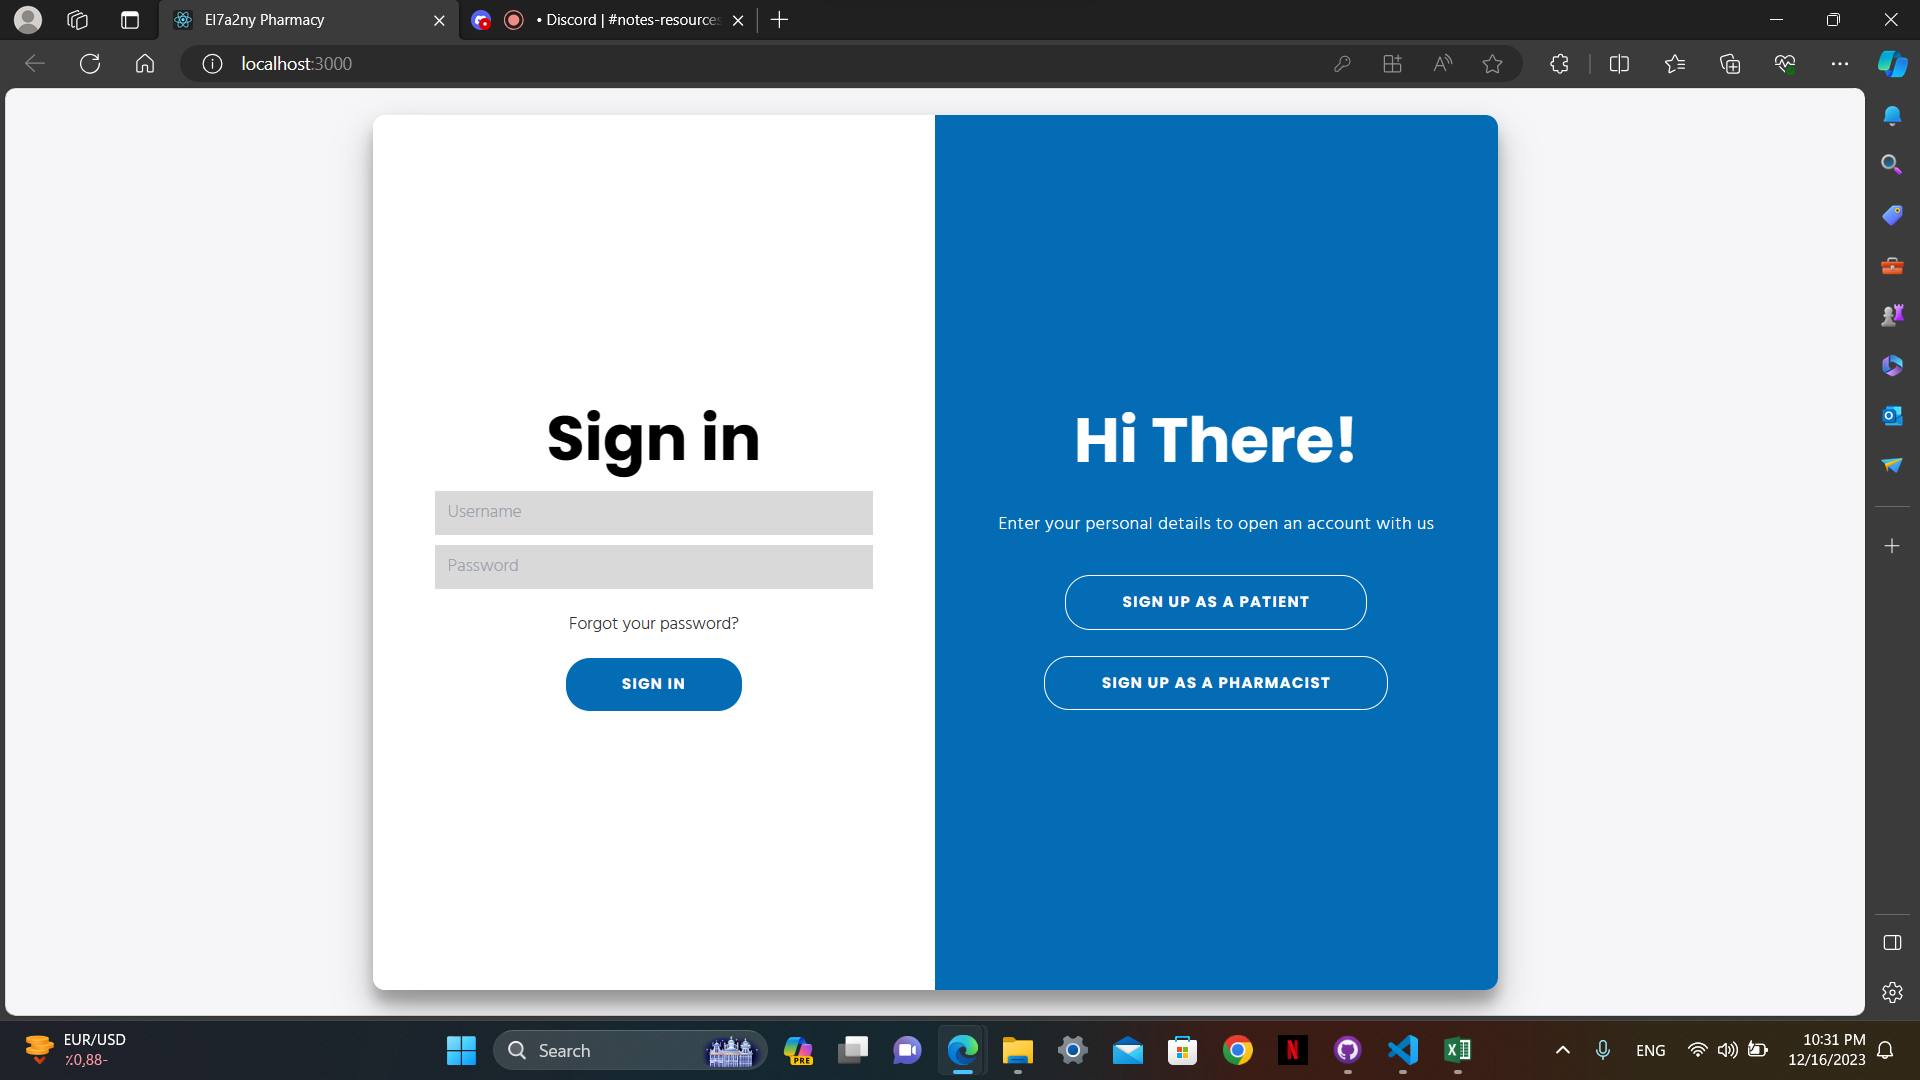 El7a2ny Pharmacy
• Discord | #notes-resources
localhost:3000
Sign in
Username
Password
Forgot your password?
SIGN IN
Hi There!
Enter your personal details to open an account with us
SIGN UP AS A PATIENT
SIGN UP AS A PHARMACIST
EUR/USD
٪0,88-
Search
PRE
ENG
10:31 PM
12/16/2023